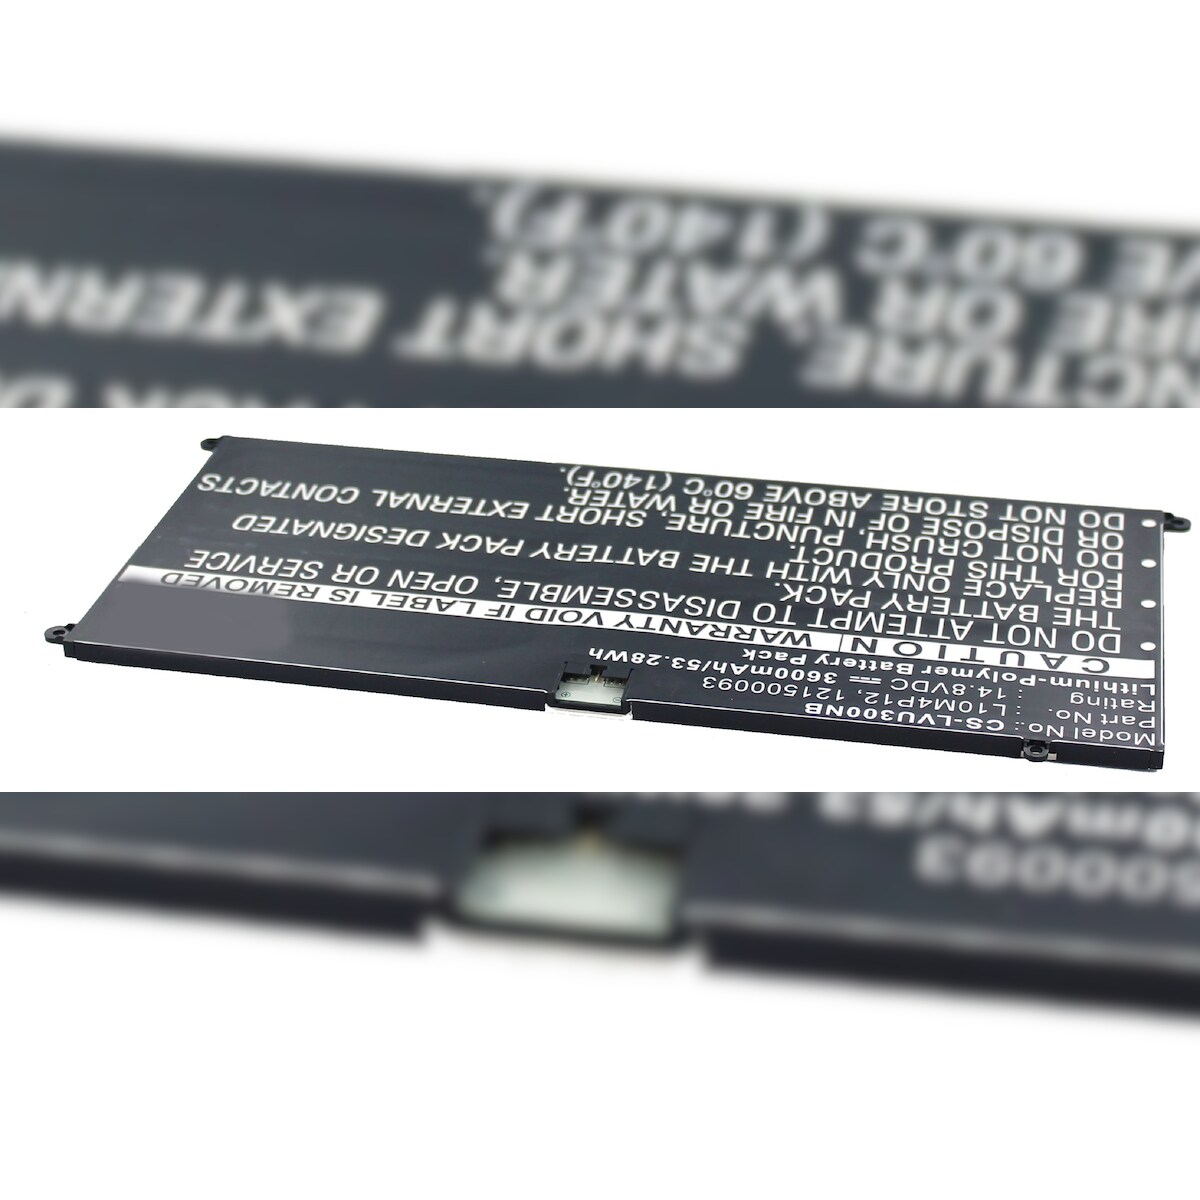 Model No.: CS-LVU300NB
Part No. : L10M4P12, 121500093
Rating : 14.8VDC ⎓ 3600mAh/53.28Wh
Lithium-Polymer Battery Pack
CAUTION WARRANTY VOID IF LABEL IS REMOVED
• DO NOT ATTEMPT TO DISASSEMBLE, OPEN OR SERVICE
THE BATTERY PACK.
• REPLACE ONLY WITH THE BATTERY PACK DESIGNATED
FOR THIS PRODUCT.
• DO NOT CRUSH, PUNCTURE, SHORT EXTERNAL CONTACTS
OR DISPOSE OF IN FIRE OR WATER.
• DO NOT STORE ABOVE 60°C (140°F).